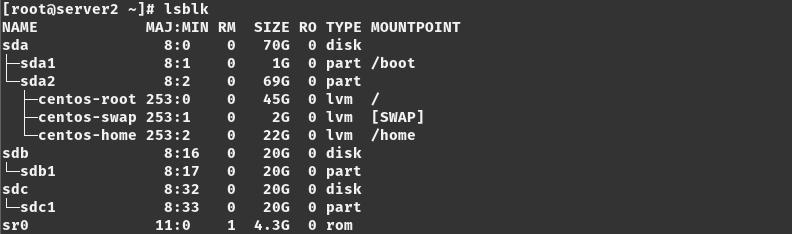 [root@server2 ~]# lsblk
NAME            MAJ:MIN RM  SIZE RO TYPE MOUNTPOINT
sda               8:0    0   70G  0 disk
├─sda1            8:1    0    1G  0 part /boot
└─sda2            8:2    0   69G  0 part
  ├─centos-root 253:0    0   45G  0 lvm  /
  ├─centos-swap 253:1    0    2G  0 lvm  [SWAP]
  └─centos-home 253:2    0   22G  0 lvm  /home
sdb               8:16   0   20G  0 disk
└─sdb1            8:17   0   20G  0 part
sdc               8:32   0   20G  0 disk
└─sdc1            8:33   0   20G  0 part
sr0              11:0    1  4.3G  0 rom